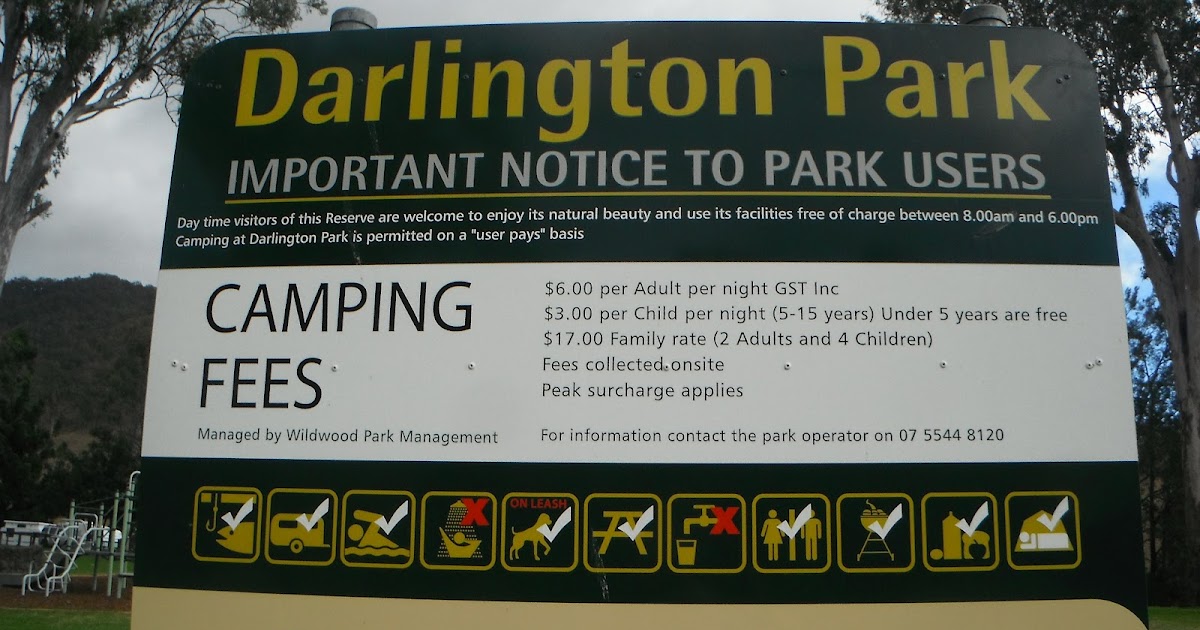 Darlington Park
IMPORTANT NOTICE TO PARK USERS
Day time visitors of this Reserve are welcome to enjoy its natural beauty and use its facilities free of charge between 8.00am and 6.00pm
Camping at Darlington Park is permitted on a "user pays" basis
CAMPING
FEES
Managed by Wildwood Park Management
$6.00 per Adult per night GST Inc
$3.00 per Child per night (5-15 years) Under 5 years are free
$17.00 Family rate (2 Adults and 4 Children)
Fees collected onsite
Peak surcharge applies
For information contact the park operator on 07 5544 8120
ON LEASH